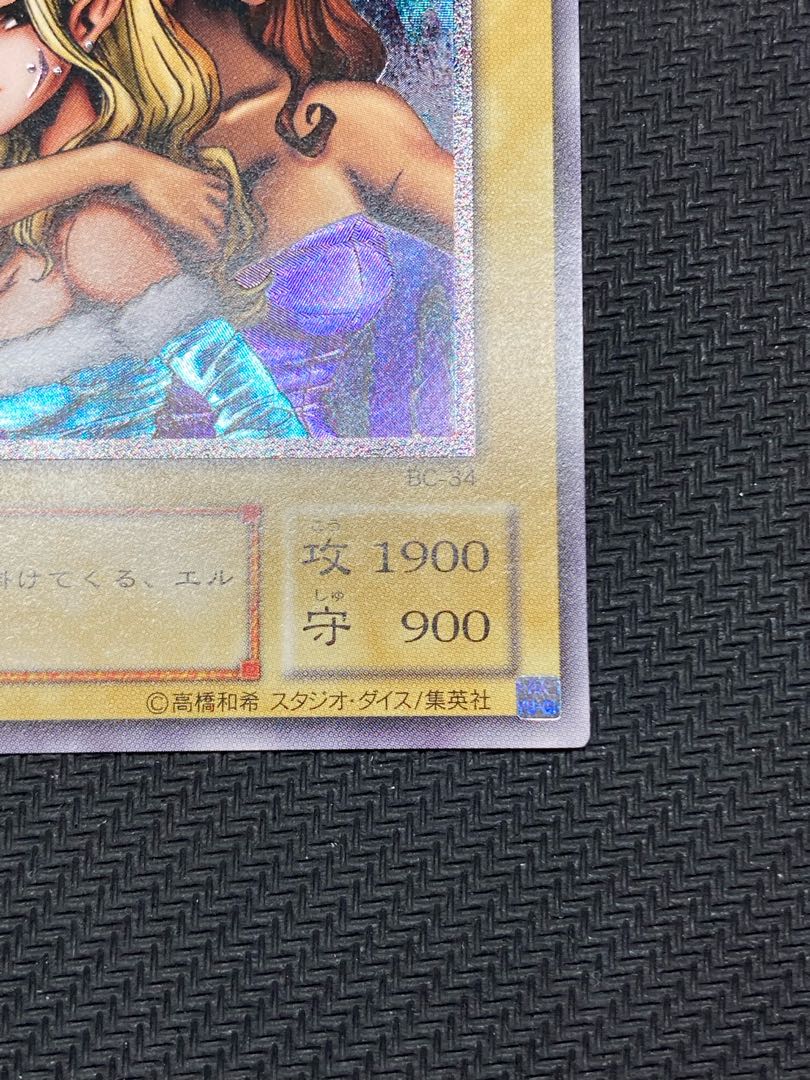 BC-34
掛けてくる、エル
こう
攻 1900
しゅ
守 900
©高橋和希 スタジオ・ダイス/集英社